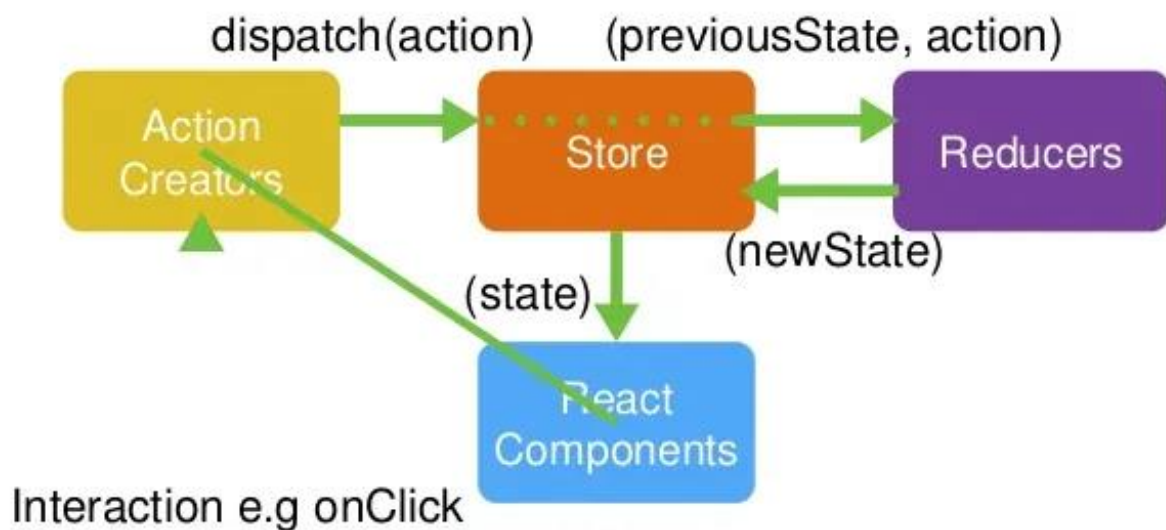 dispatch(action)
(previousState, action)
Action
Creators
Store
Reducers
(newState)
(state)
React
Components
Interaction e.g onClick